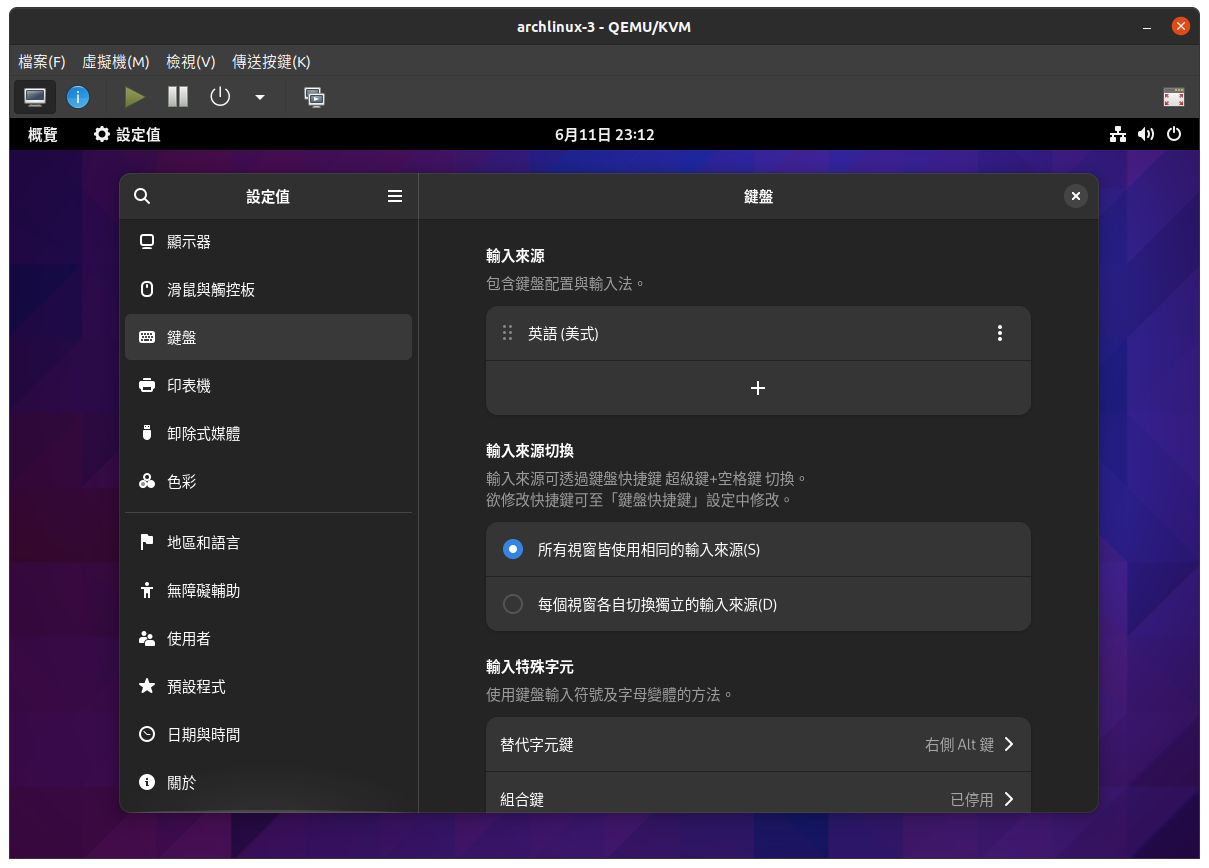 archlinux-3 - QEMU/KVM
檔案(F) 虛擬機(M) 檢視(V) 傳送按鍵(K)
概覽 設定值 6月11日 23:12
設定值
顯示器
滑鼠與觸控板
鍵盤
印表機
卸除式媒體
色彩
地區和語言
無障礙輔助
使用者
預設程式
日期與時間
關於
鍵盤
輸入來源
包含鍵盤配置與輸入法。
英語 (美式)
輸入來源切換
輸入來源可透過鍵盤快捷鍵 超級鍵+空格鍵 切換。
欲修改快捷鍵可至「鍵盤快捷鍵」設定中修改。
所有視窗皆使用相同的輸入來源(S)
每個視窗各自切換獨立的輸入來源(D)
輸入特殊字元
使用鍵盤輸入符號及字母變體的方法。
替代字元鍵 右側 Alt 鍵
組合鍵 已停用